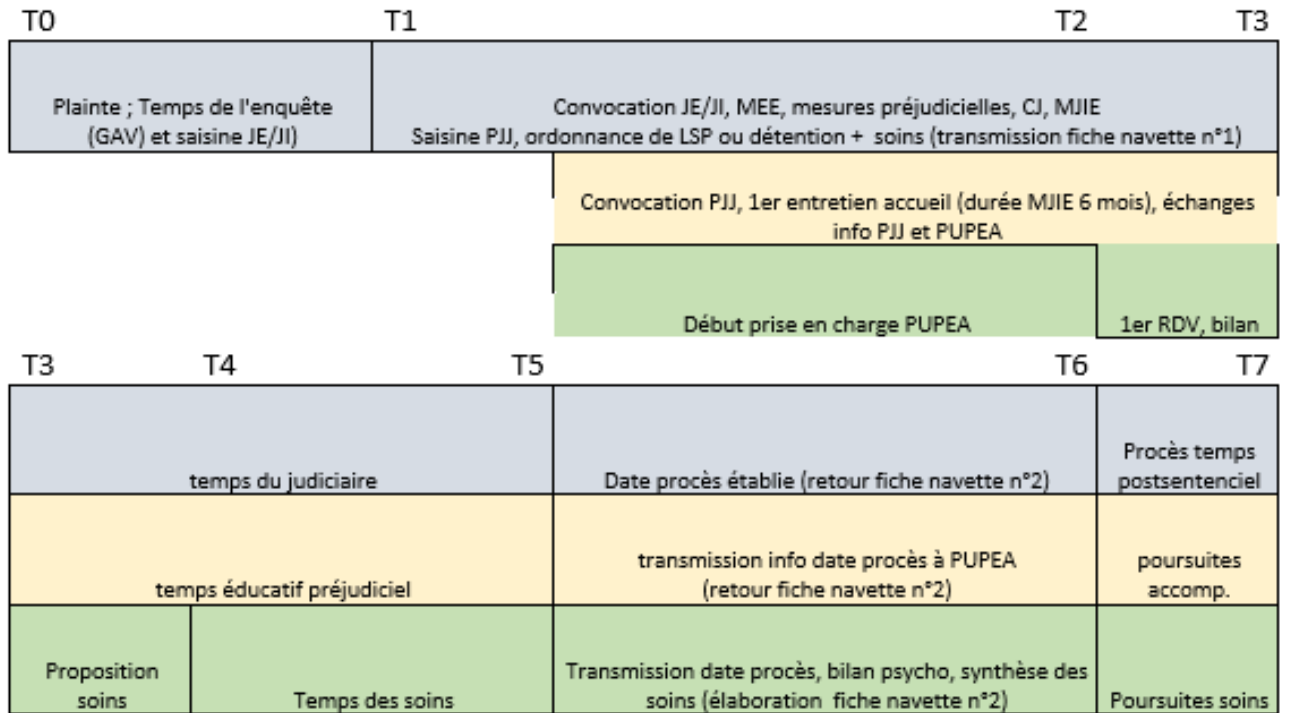 T0 T1 T2 T3
Plainte ; Temps de l'enquête
(GAV) et saisine JE/JI)
Convocation JE/JI, MEE, mesures préjudicielles, CJ, MJIE
Saisine PJJ, ordonnance de LSP ou détention + soins (transmission fiche navette n°1)
Convocation PJJ, 1er entretien accueil (durée MJIE 6 mois), échanges
info PJJ et PUPEA
Début prise en charge PUPEA
1er RDV, bilan
T3 T4 T5 T6 T7
temps du judiciaire
Date procès établie (retour fiche navette n°2)
Procès temps
postsentenciel
temps éducatif préjudiciel
transmission info date procès à PUPEA
(retour fiche navette n°2)
poursuites
accomp.
Proposition
soins
Temps des soins
Transmission date procès, bilan psycho, synthèse des
soins (élaboration fiche navette n°2)
Poursuites soins